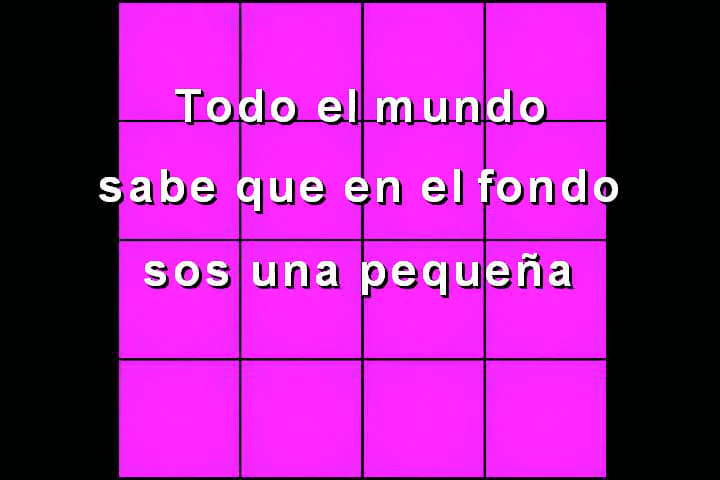 Todo el mundo
sabe que en el fondo
sos una pequeña